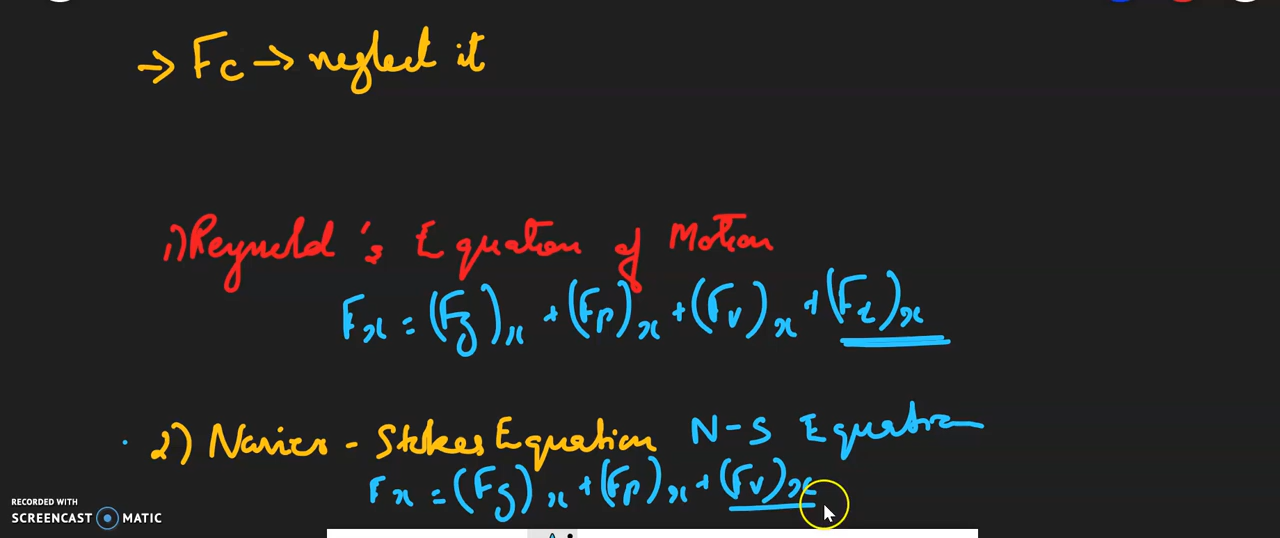 → Fc → neglect it
1) Reynold's Equation of Motion
Fx = (Fg)x + (Fp)x + (Fv)x + (Ft)x
2) Navier - Stokes Equation N-S Equation
Fx = (Fg)x + (Fp)x + (Fv)x
RECORDED WITH
SCREENCAST MATIC